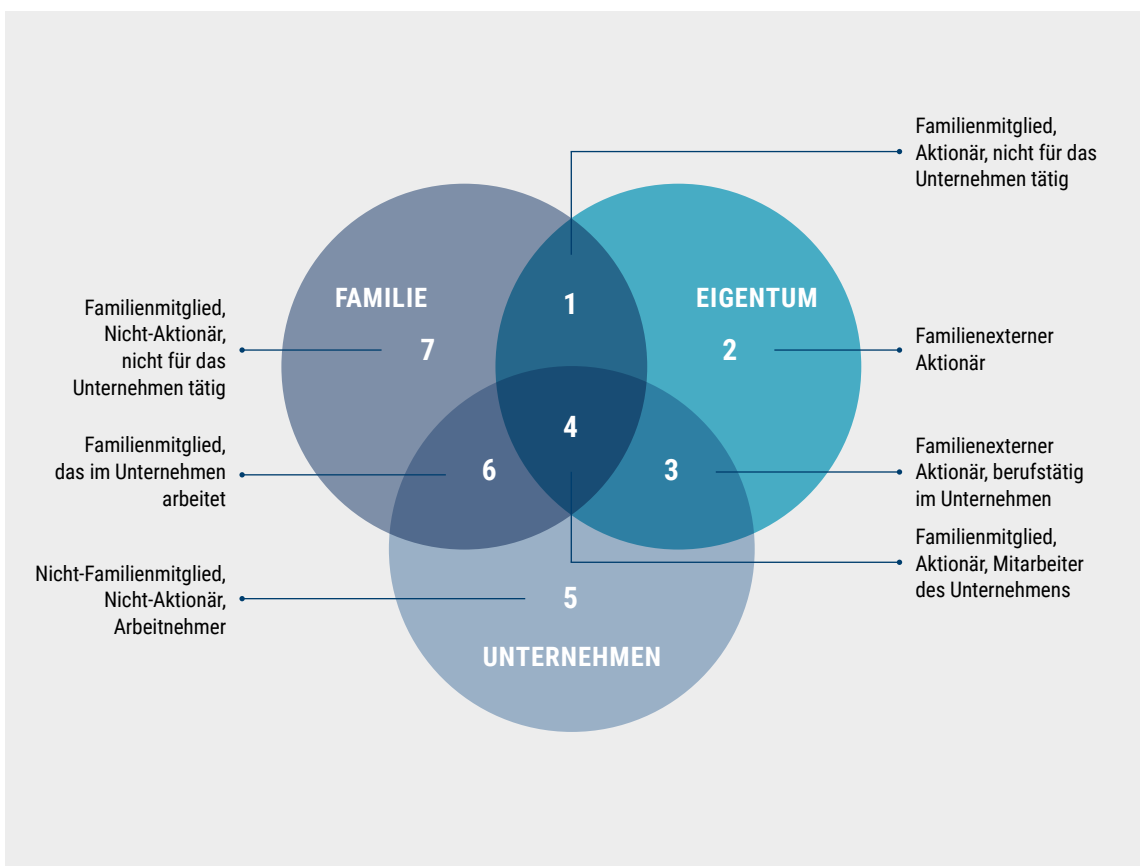 Familienmitglied,
Aktionär, nicht für das
Unternehmen tätig
FAMILIE
EIGENTUM
1
7
2
Familienmitglied,
Nicht-Aktionär,
nicht für das
Unternehmen tätig
Familienexterner
Aktionär
4
6
3
Familienmitglied,
das im Unternehmen
arbeitet
Familienexterner
Aktionär, berufstätig
im Unternehmen
Familienmitglied,
Aktionär, Mitarbeiter
des Unternehmens
Nicht-Familienmitglied,
Nicht-Aktionär,
Arbeitnehmer
5
UNTERNEHMEN